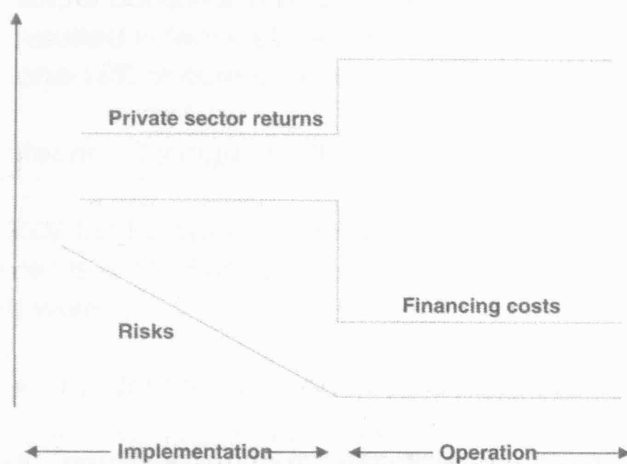 Private sector returns
Financing costs
Risks
Implementation
Operation